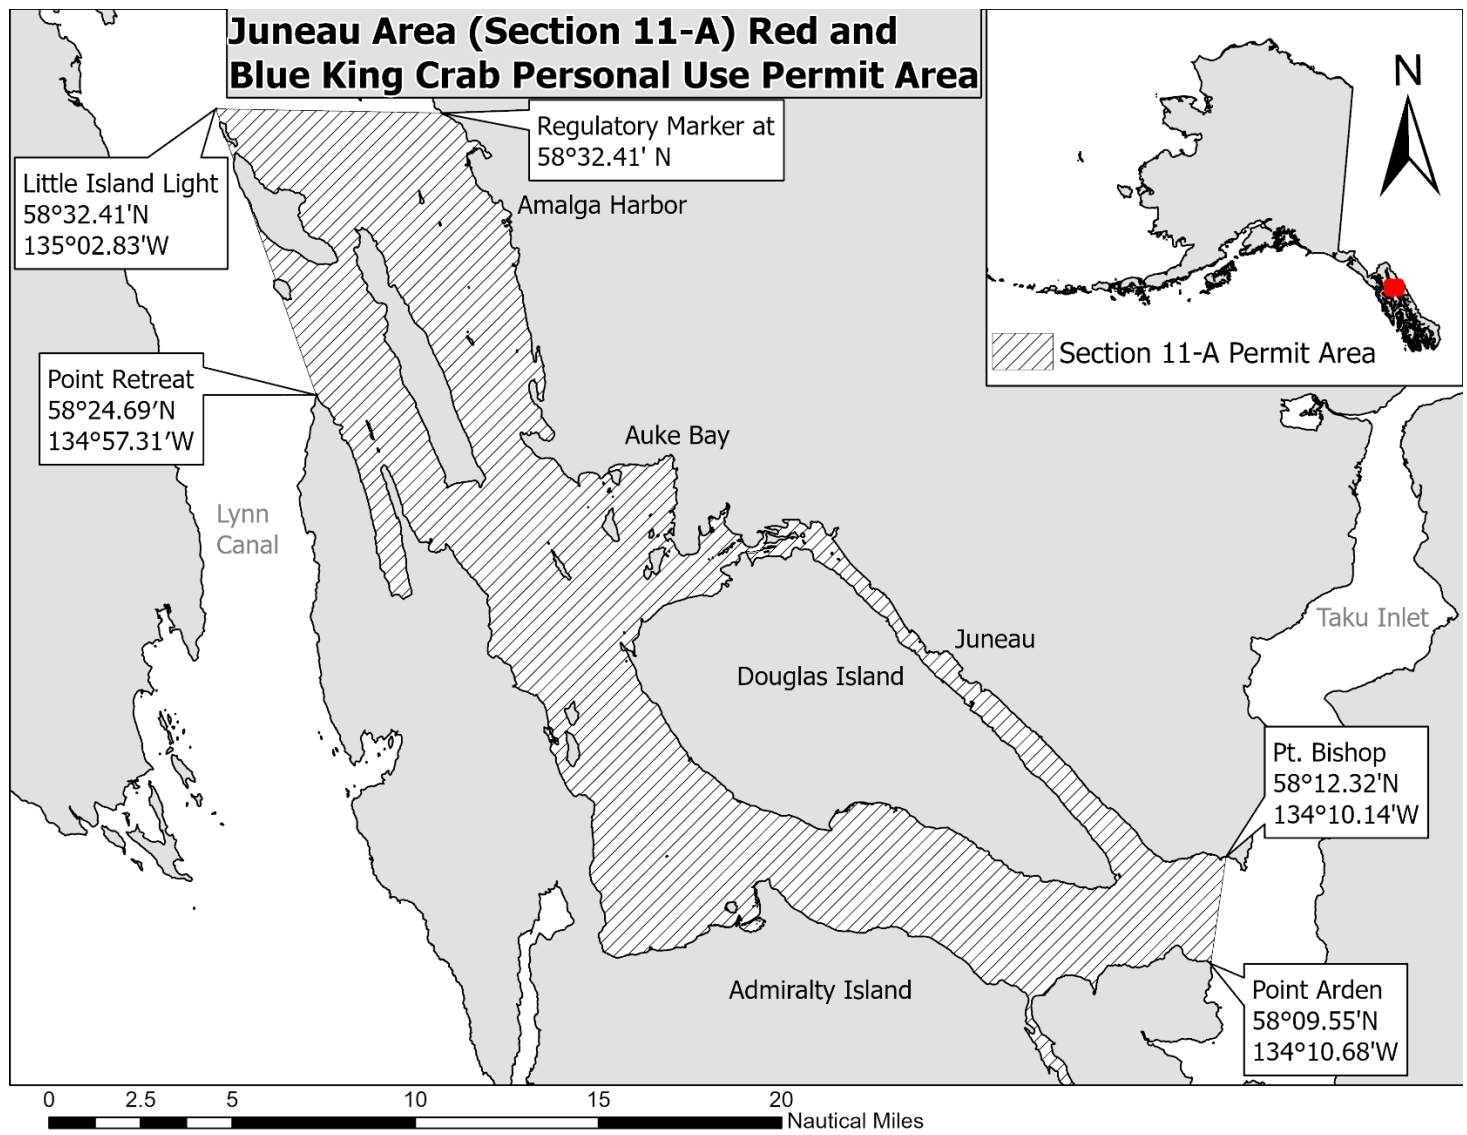 Juneau Area (Section 11-A) Red and
Blue King Crab Personal Use Permit Area
N
Regulatory Marker at
58°32.41' N
Little Island Light
58°32.41'N
135°02.83'W
Amalga Harbor
Section 11-A Permit Area
Point Retreat
58°24.69’N
134°57.31’W
Auke Bay
Lynn
Canal
Taku Inlet
Juneau
Douglas Island
Pt. Bishop
58°12.32'N
134°10.14'W
Admiralty Island
Point Arden
58°09.55'N
134°10.68'W
0 2.5 5 10 15 20
Nautical Miles